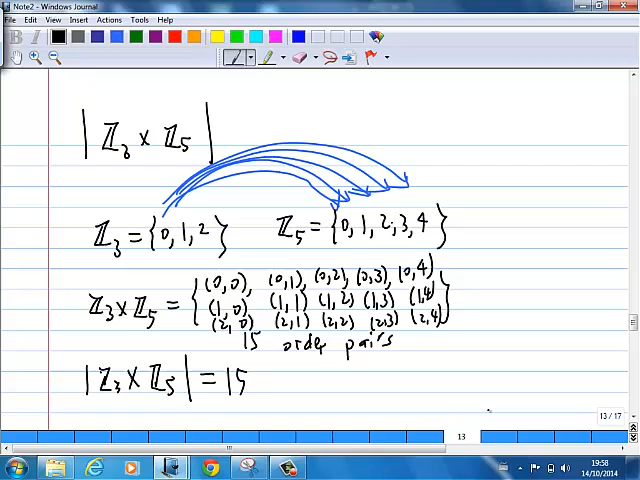 Note2 - Windows Journal
File Edit View Insert Actions Tools Help
B I
|ℤ₃ × ℤ₅|
ℤ₃ = {0, 1, 2} ℤ₅ = {0, 1, 2, 3, 4}
(0, 0), (0, 1), (0, 2), (0, 3), (0, 4)
ℤ₃ × ℤ₅ = { (1, 0) (1, 1) (1, 2) (1, 3) (1, 4) }
(2, 0) (2, 1) (2, 2) (2, 3) (2, 4)
15 order pairs
|ℤ₃ × ℤ₅| = 15
13 / 17
13
19:58
14/10/2014